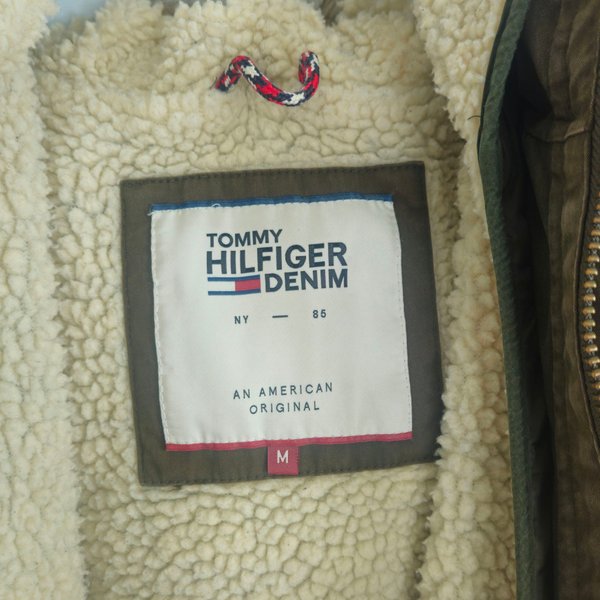 TOMMY
HILFIGER
DENIM
NY — 85
AN AMERICAN
ORIGINAL
M